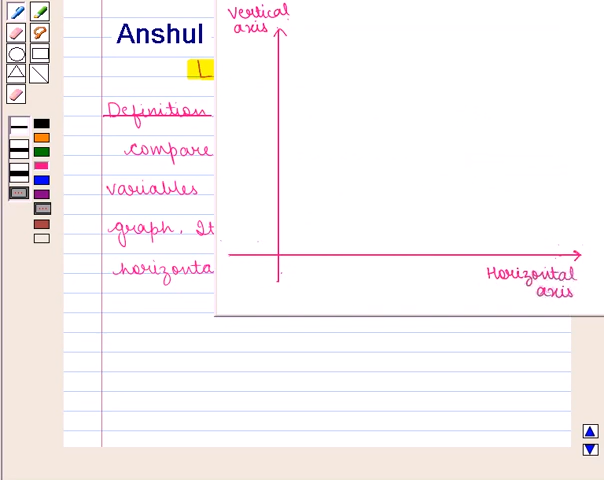 Vertical
axis
Anshul
L
Definition
compare
variables
graph. It
horizonta
Horizontal
axis